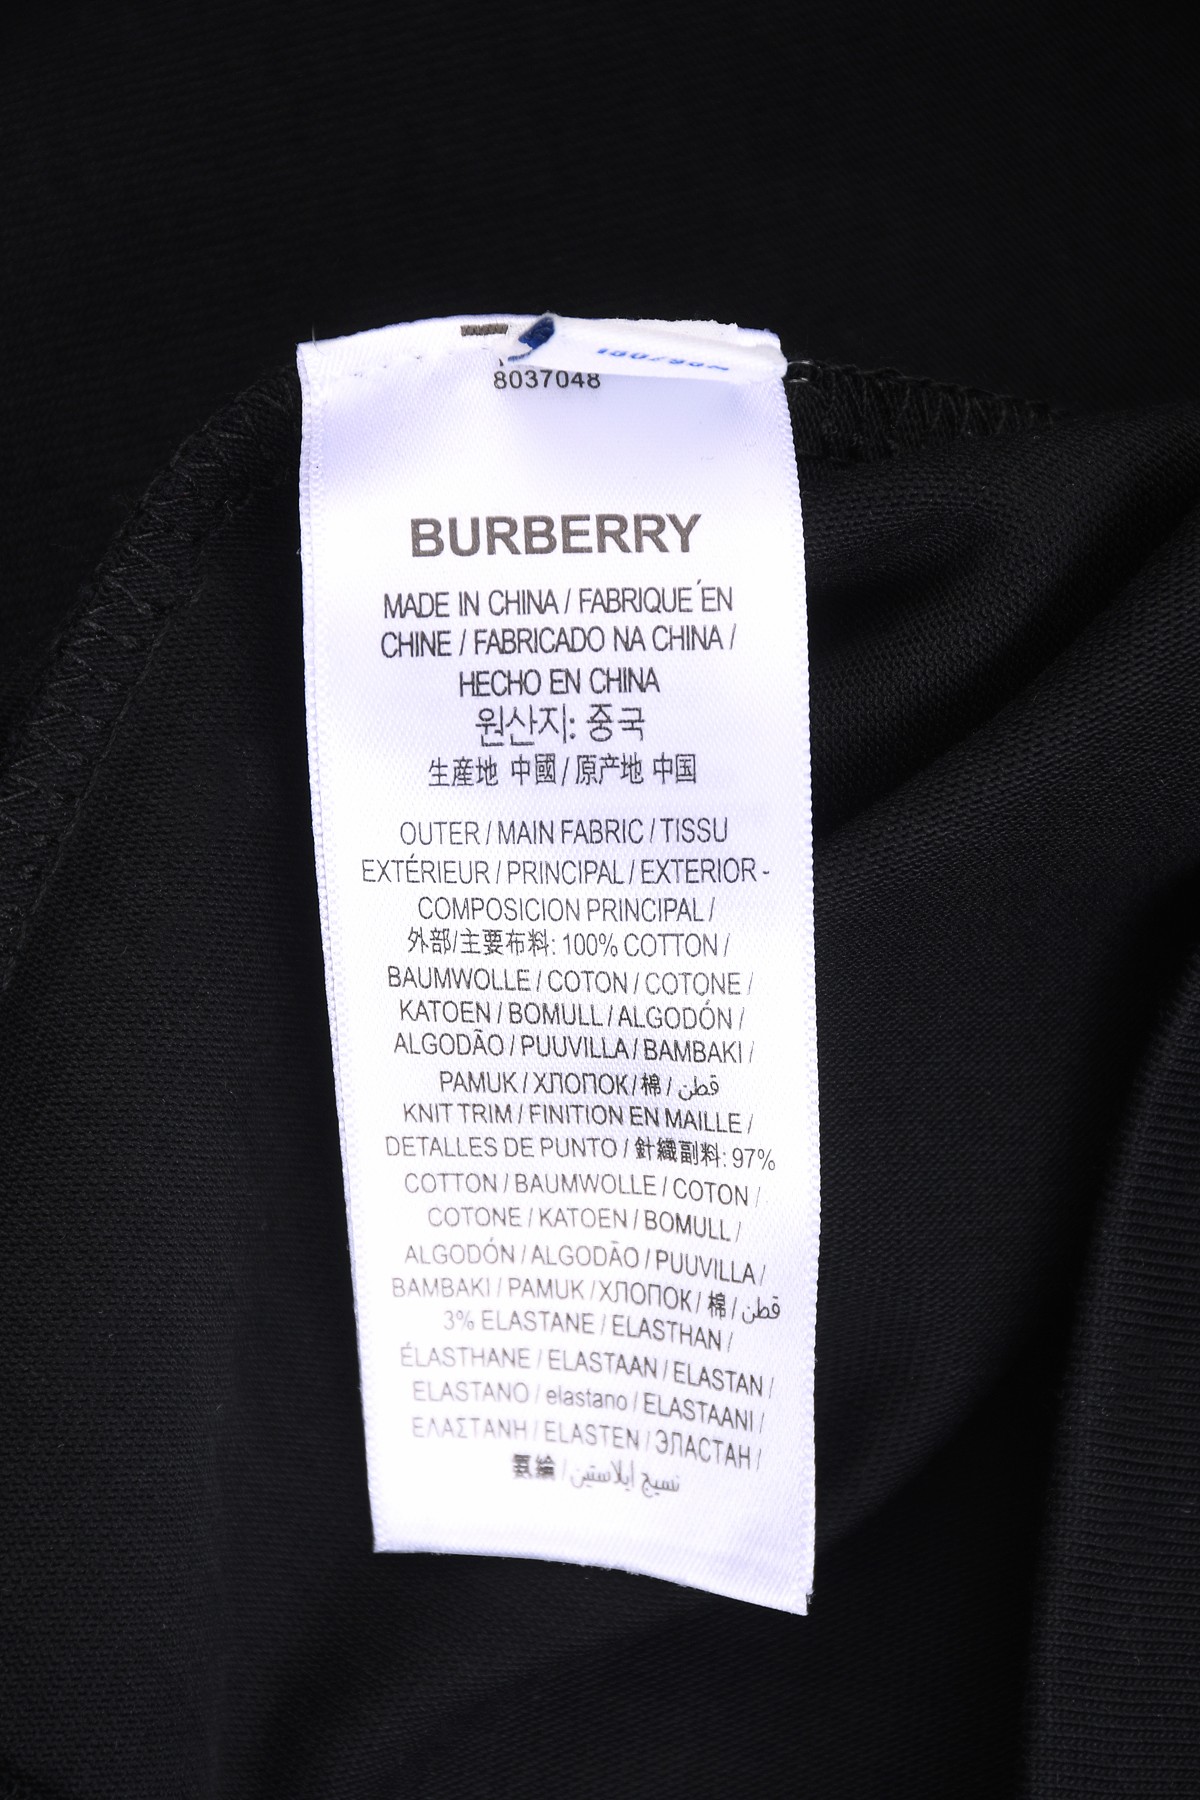 8037048
BURBERRY
MADE IN CHINA / FABRIQUE´EN
CHINE / FABRICADO NA CHINA /
HECHO EN CHINA
원산지: 중국
生産地 中國 / 原产地 中国
OUTER / MAIN FABRIC / TISSU
EXTÉRIEUR / PRINCIPAL / EXTERIOR -
COMPOSICION PRINCIPAL /
外部/主要布料: 100% COTTON /
BAUMWOLLE / COTON / COTONE /
KATOEN / BOMULL / ALGODÓN /
ALGODÃO / PUUVILLA / BAMBAKI /
PAMUK / ХЛОПОК / 棉 / قطن
KNIT TRIM / FINITION EN MAILLE /
DETALLES DE PUNTO / 針織副料: 97%
COTTON / BAUMWOLLE / COTON /
COTONE / KATOEN / BOMULL /
ALGODÓN / ALGODÃO / PUUVILLA /
BAMBAKI / PAMUK / ХЛОПОК / 棉 / قطن
3% ELASTANE / ELASTHAN /
ÉLASTHANE / ELASTAAN / ELASTAN /
ELASTANO / elastano / ELASTAANI /
ΕΛΑΣΤΑΝΗ / ELASTEN / ЭЛАСТАН /
氨綸 / نسيج إيلاستين